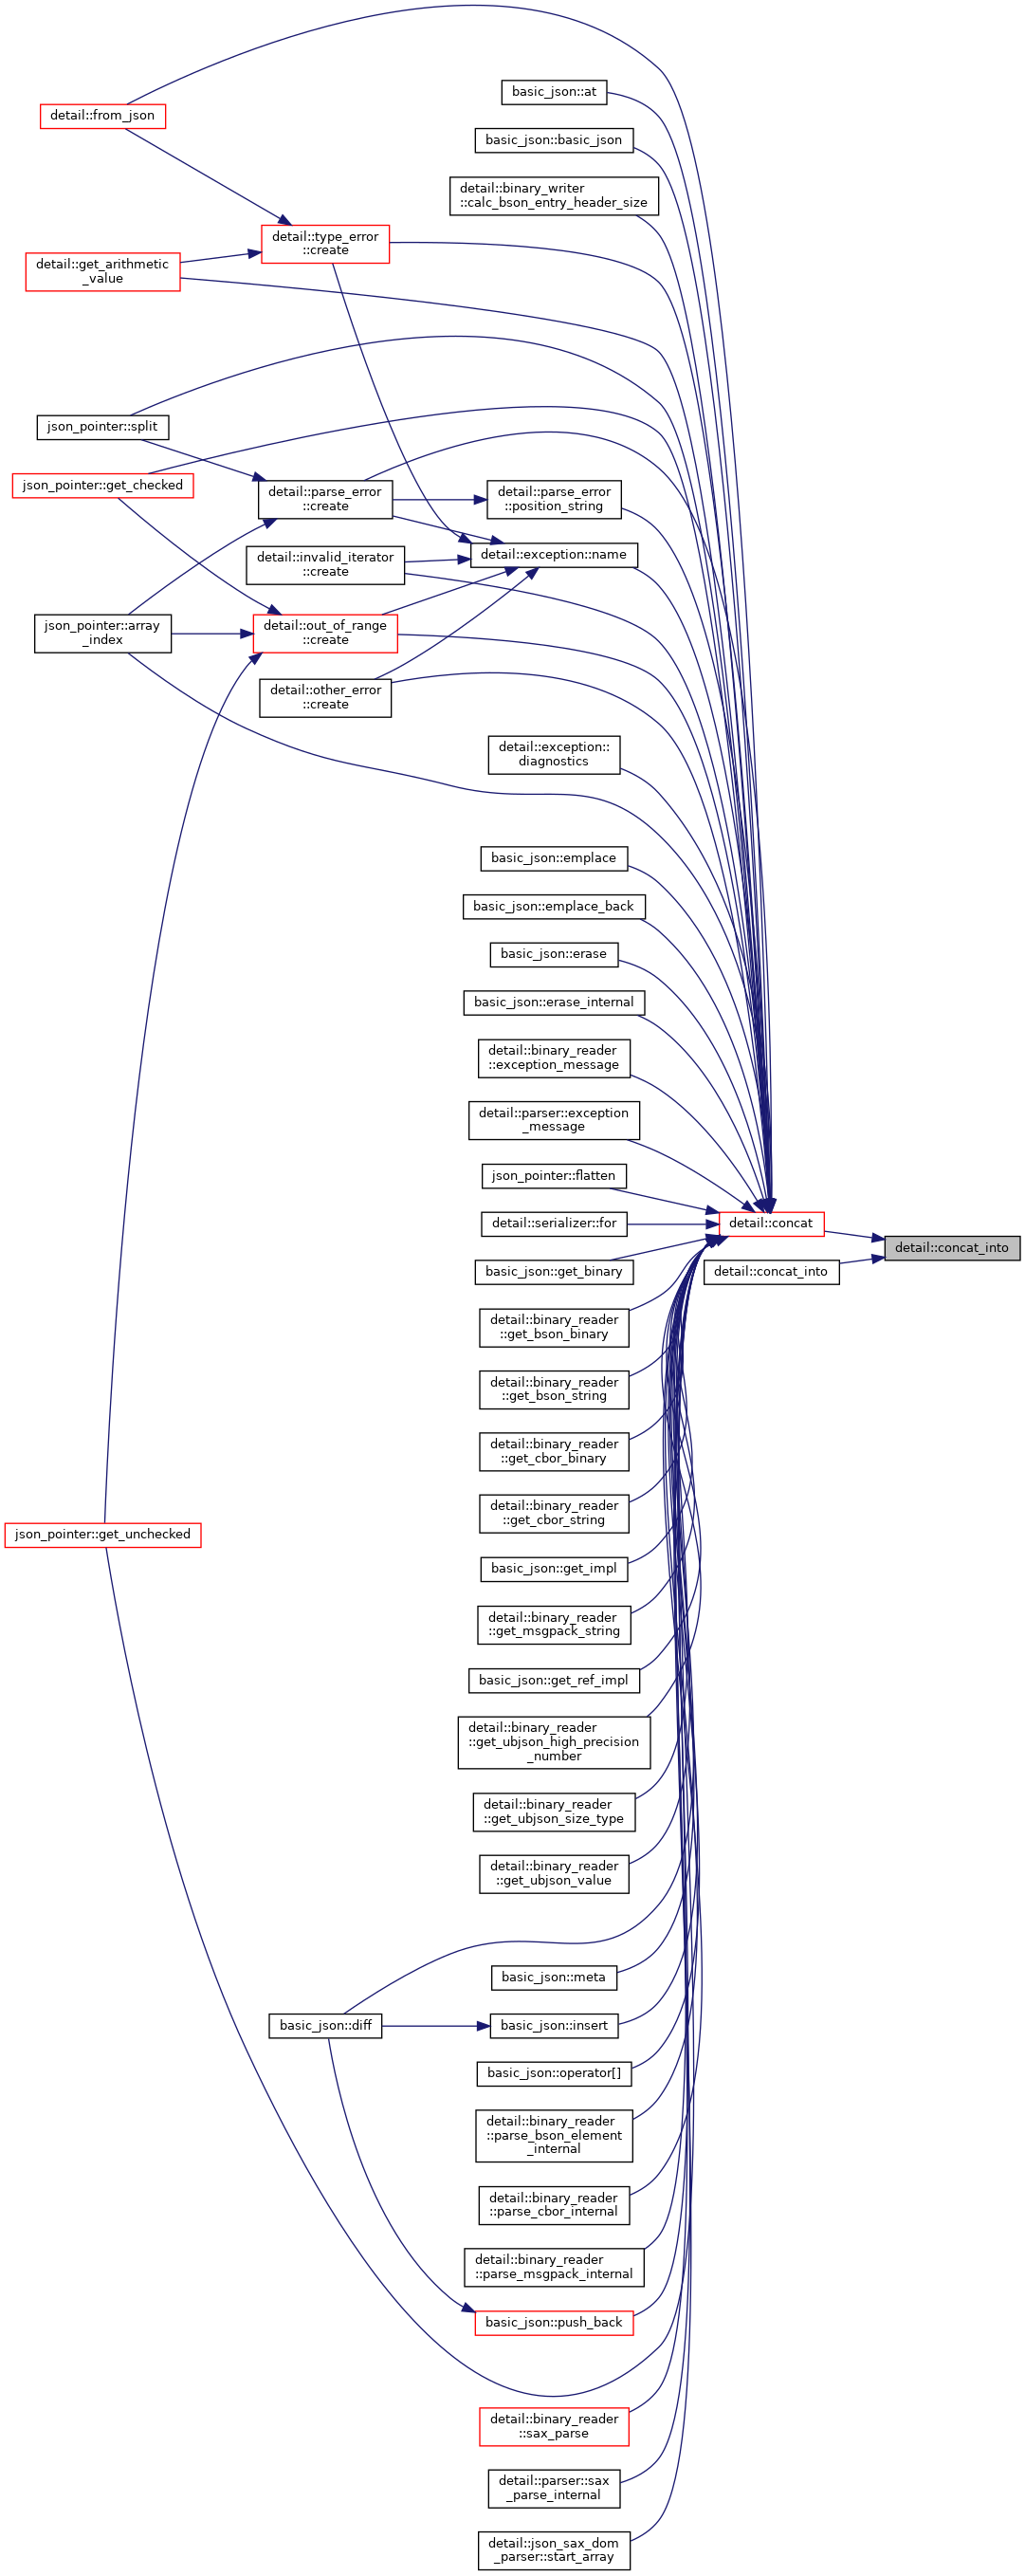 detail::from_json
basic_json::at
basic_json::basic_json
detail::binary_writer
::calc_bson_entry_header_size
detail::type_error
::create
detail::get_arithmetic
_value
json_pointer::split
json_pointer::get_checked
detail::parse_error
::create
detail::parse_error
::position_string
detail::exception::name
detail::invalid_iterator
::create
json_pointer::array
_index
detail::out_of_range
::create
detail::other_error
::create
detail::exception::
diagnostics
basic_json::emplace
basic_json::emplace_back
basic_json::erase
basic_json::erase_internal
detail::binary_reader
::exception_message
detail::parser::exception
_message
json_pointer::flatten
detail::serializer::for
detail::concat
detail::concat_into
basic_json::get_binary
detail::concat_into
detail::binary_reader
::get_bson_binary
detail::binary_reader
::get_bson_string
detail::binary_reader
::get_cbor_binary
detail::binary_reader
::get_cbor_string
json_pointer::get_unchecked
basic_json::get_impl
detail::binary_reader
::get_msgpack_string
basic_json::get_ref_impl
detail::binary_reader
::get_ubjson_high_precision
_number
detail::binary_reader
::get_ubjson_size_type
detail::binary_reader
::get_ubjson_value
basic_json::meta
basic_json::diff
basic_json::insert
basic_json::operator[]
detail::binary_reader
::parse_bson_element
_internal
detail::binary_reader
::parse_cbor_internal
detail::binary_reader
::parse_msgpack_internal
basic_json::push_back
detail::binary_reader
::sax_parse
detail::parser::sax
_parse_internal
detail::json_sax_dom
_parser::start_array